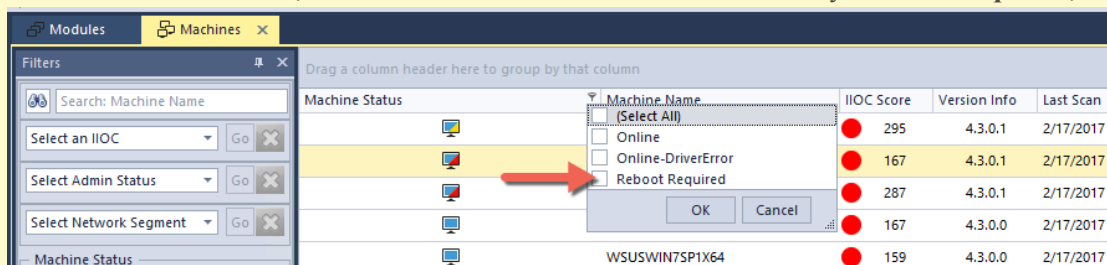 Modules Machines
Filters
Drag a column header here to group by that column
Search: Machine Name
Machine Status Machine Name IIOC Score Version Info Last Scan
(Select All)
Select an IIOC Go
Online
295 4.3.0.1 2/17/2017
Online-DriverError
167 4.3.0.1 2/17/2017
Select Admin Status Go
Reboot Required
287 4.3.0.1 2/17/2017
OK Cancel
Select Network Segment Go
167 4.3.0.0 2/17/2017
Machine Status
WSUSWIN7SP1X64 159 4.3.0.0 2/17/2017